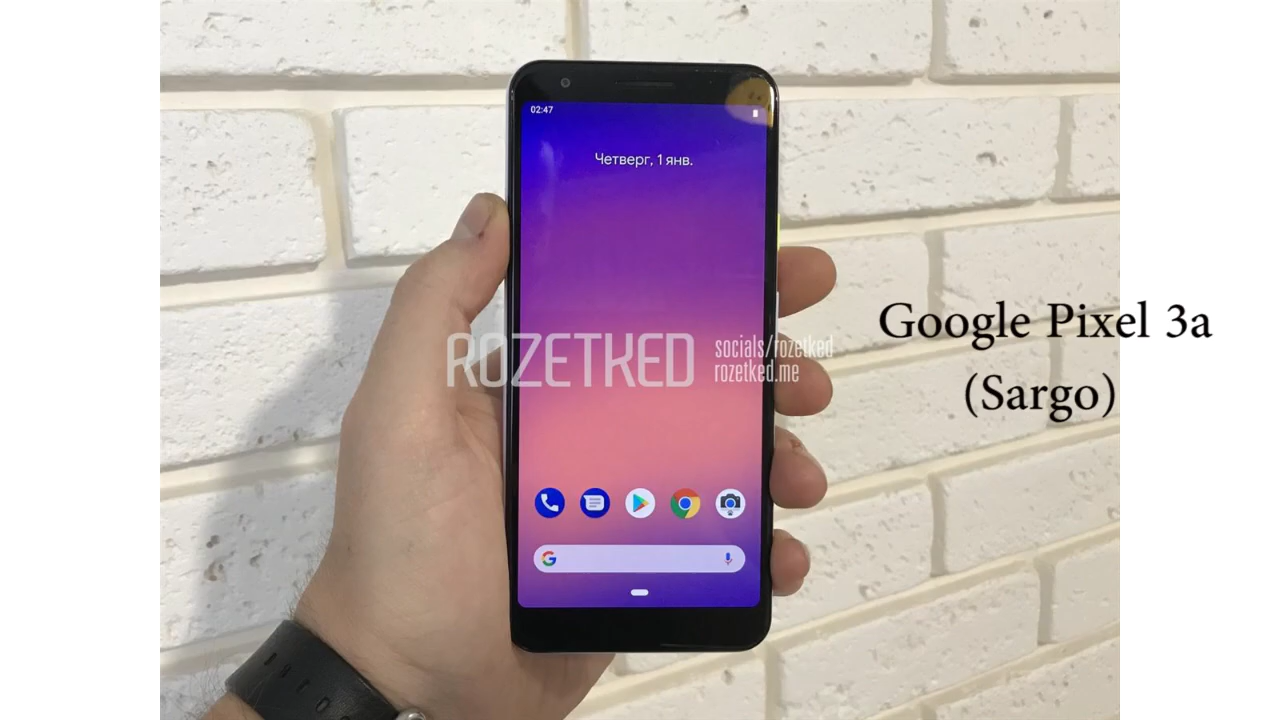 02:47
Четверг, 1 янв.
ROZETKED
socials/rozetked
rozetked.me
Google Pixel 3a
(Sargo)